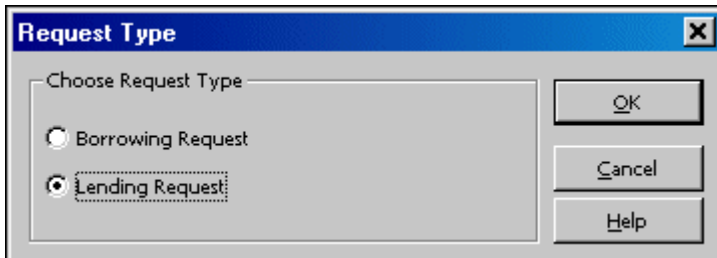 Request Type
Choose Request Type
Borrowing Request
Lending Request
OK
Cancel
Help